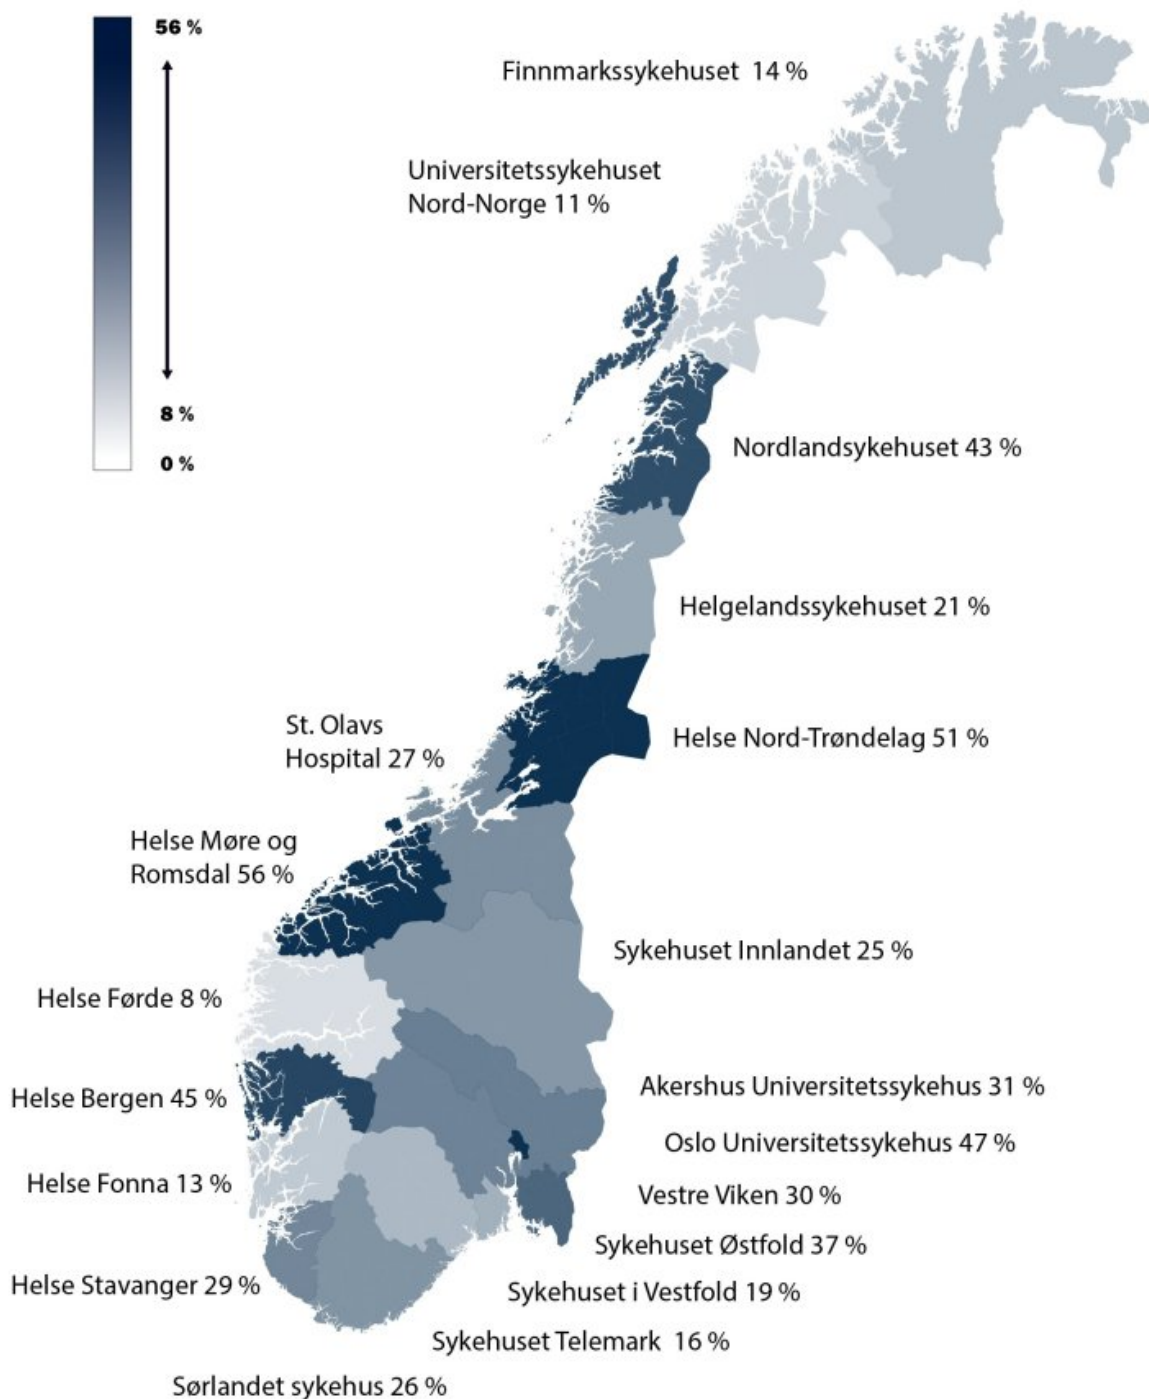 56 %
8 %
0 %
Finnmarkssykehuset 14 %
Universitetssykehuset
Nord-Norge 11 %
Nordlandsykehuset 43 %
Helgelandssykehuset 21 %
Helse Nord-Trøndelag 51 %
St. Olavs
Hospital 27 %
Helse Møre og
Romsdal 56 %
Sykehuset Innlandet 25 %
Helse Førde 8 %
Akershus Universitetssykehus 31 %
Helse Bergen 45 %
Oslo Universitetssykehus 47 %
Helse Fonna 13 %
Vestre Viken 30 %
Sykehuset Østfold 37 %
Helse Stavanger 29 %
Sykehuset i Vestfold 19 %
Sykehuset Telemark 16 %
Sørlandet sykehus 26 %